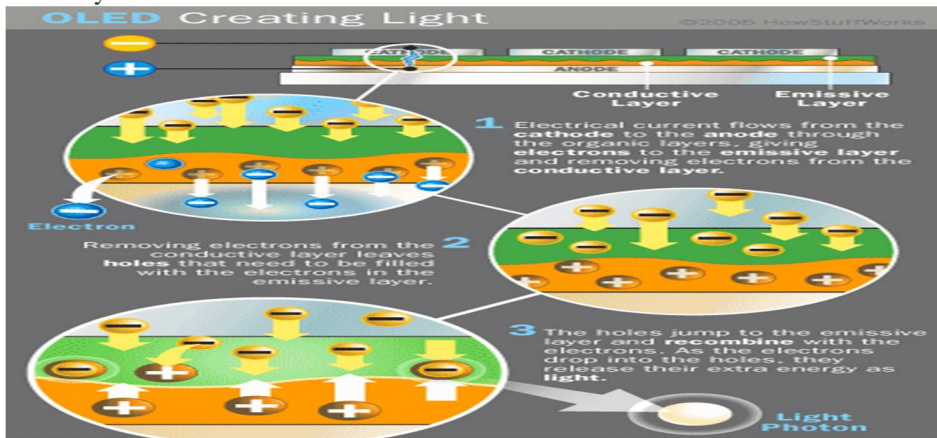 OLED Creating Light
©2005 HowStuffWorks
CATHODE CATHODE CATHODE
ANODE
Conductive
Layer
Emissive
Layer
1 Electrical current flows from the
cathode to the anode through
the organic layers, giving
electrons to the emissive layer
and removing electrons from the
conductive layer.
Electron
2 Removing electrons from the
conductive layer leaves
holes that need to be filled
with the electrons in the
emissive layer.
3 The holes jump to the emissive
layer and recombine with the
electrons. As the electrons
drop into the holes, they
release their extra energy as
light.
Light
Photon